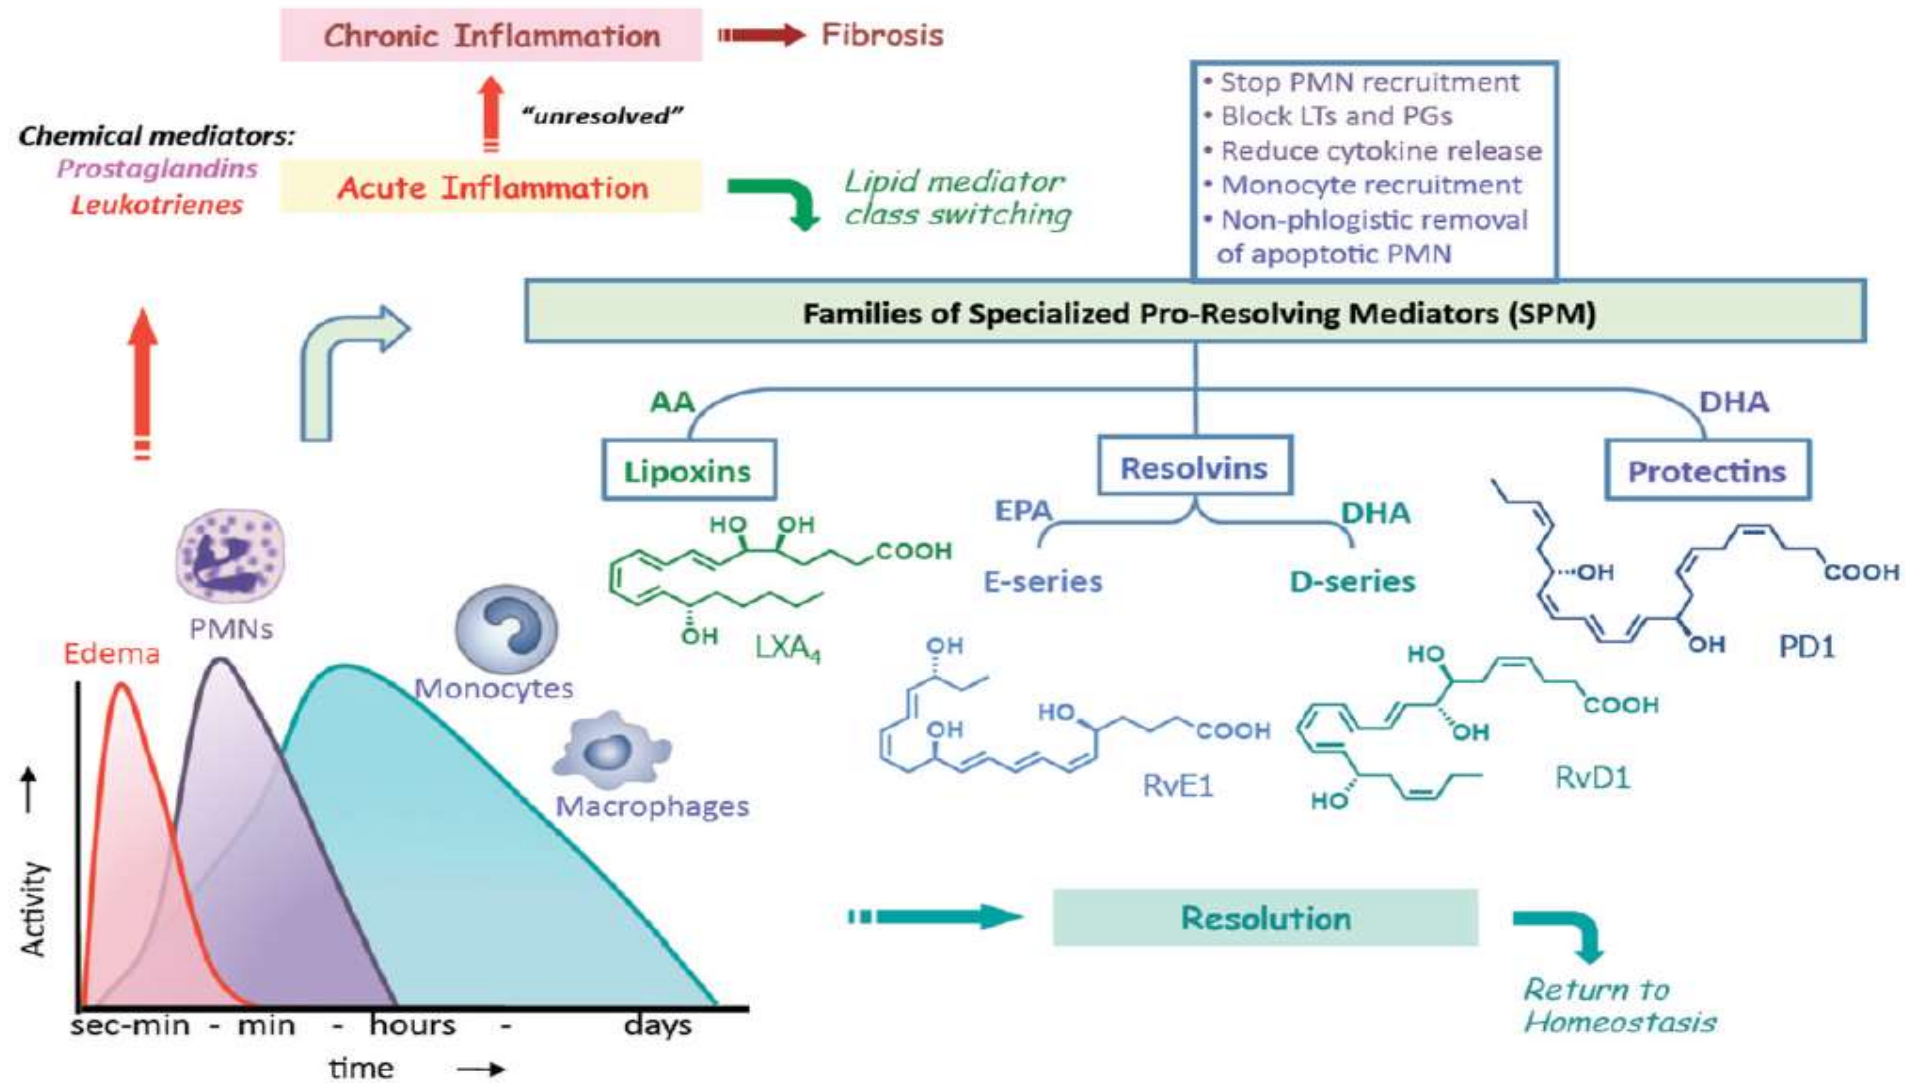 Chronic Inflammation
Fibrosis
"unresolved"
Chemical mediators:
Prostaglandins
Leukotrienes
Acute Inflammation
Lipid mediator
class switching
• Stop PMN recruitment
• Block LTs and PGs
• Reduce cytokine release
• Monocyte recruitment
• Non-phlogistic removal
of apoptotic PMN
Families of Specialized Pro-Resolving Mediators (SPM)
AA
DHA
Lipoxins
Resolvins
Protectins
EPA
DHA
E-series
D-series
HO
OH
COOH
OH
LXA₄
OH
OH
HO
COOH
RvE1
HO
OH
COOH
HO
RvD1
OH
COOH
OH
PD1
PMNs
Edema
Monocytes
Macrophages
Activity
sec-min - min - hours - days
time
Resolution
Return to
Homeostasis